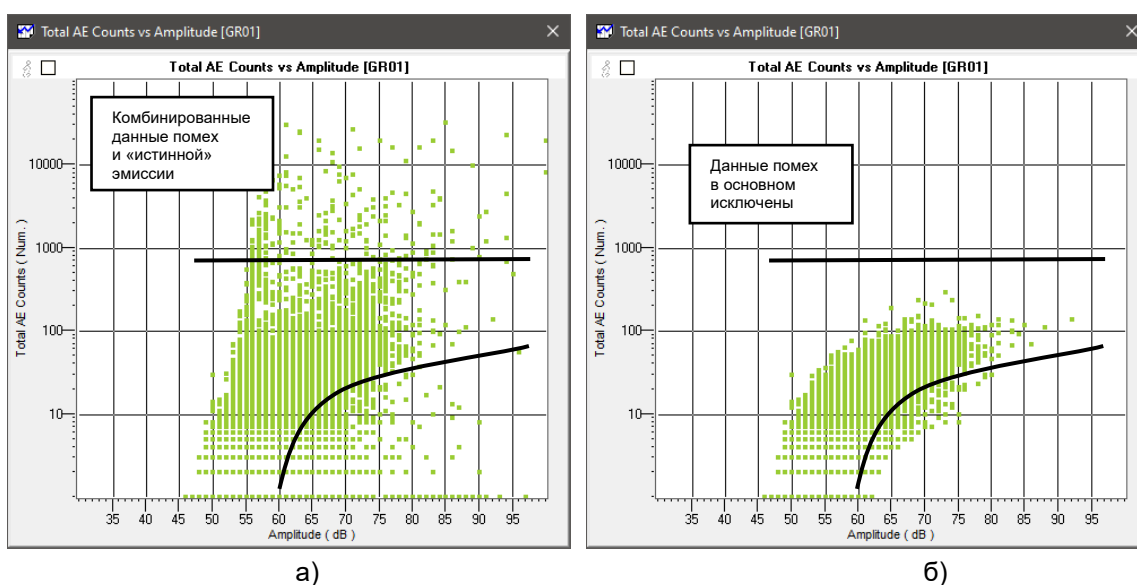 Total AE Counts vs Amplitude [GR01]
Total AE Counts vs Amplitude [GR01]
Комбинированные
данные помех
и «истинной»
эмиссии
10000
1000
100
10
Total AE Counts ( Num. )
35 40 45 50 55 60 65 70 75 80 85 90 95
Amplitude ( dB )
а)
Total AE Counts vs Amplitude [GR01]
Total AE Counts vs Amplitude [GR01]
Данные помех
в основном
исключены
10000
1000
100
10
Total AE Counts ( Num. )
35 40 45 50 55 60 65 70 75 80 85 90 95
Amplitude ( dB )
б)